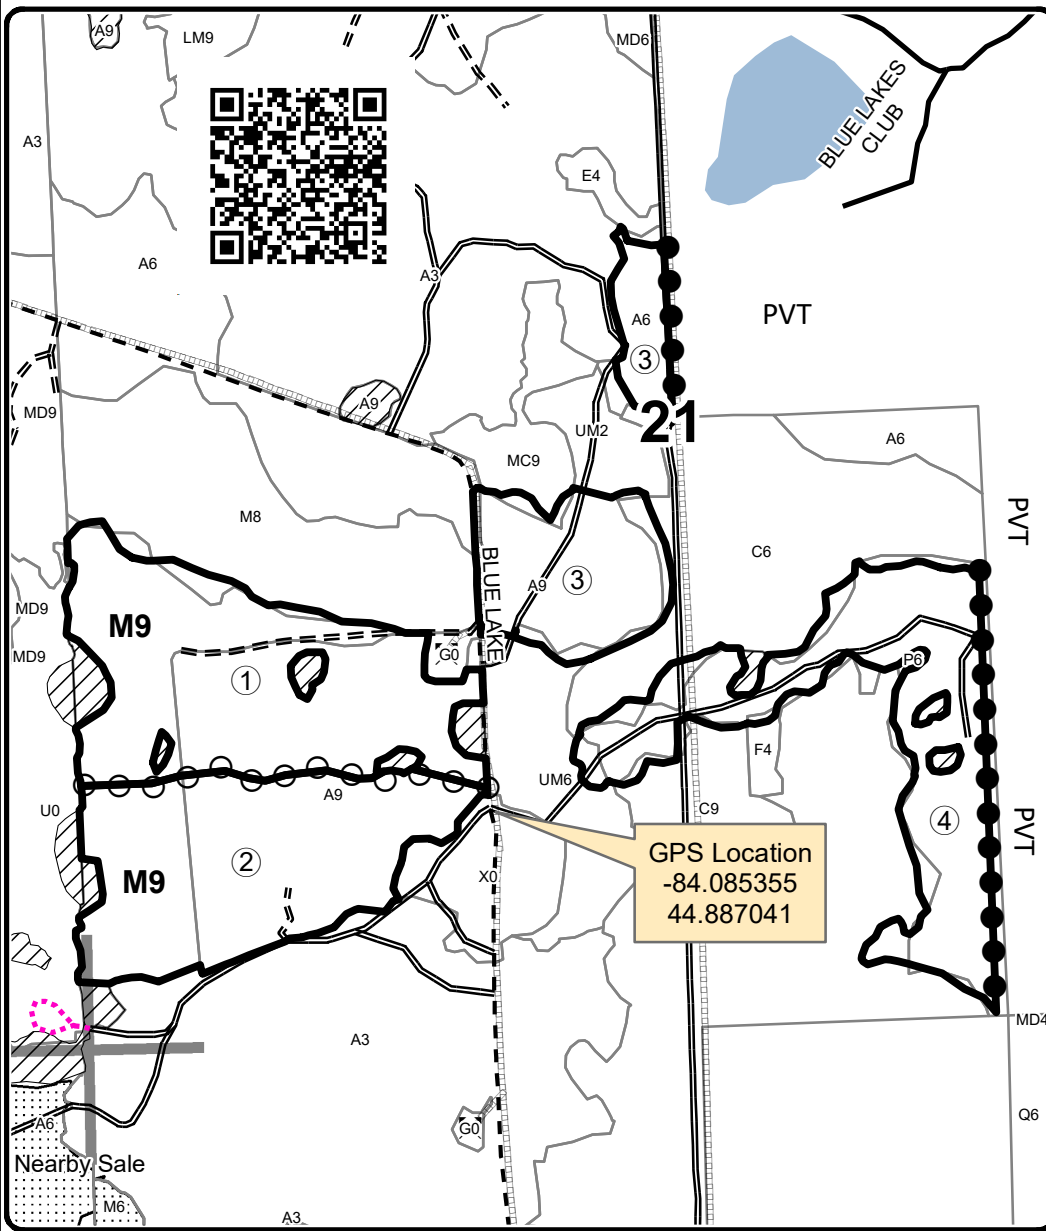 A9
LM9
MD6
BLUE LAKES
CLUB
A3
E4
A6
A3
A6
PVT
3
A9
MD9
21
UM2
A6
MC9
M8
PVT
C6
BLUE LAKE
A9
3
MD9
M9
MD9
G0
P6
1
F4
UM6
U0
A9
C9
4
PVT
GPS Location
-84.085355
44.887041
2
M9
X0
A3
MD4
A6
G0
Q6
Nearby Sale
M6
A3